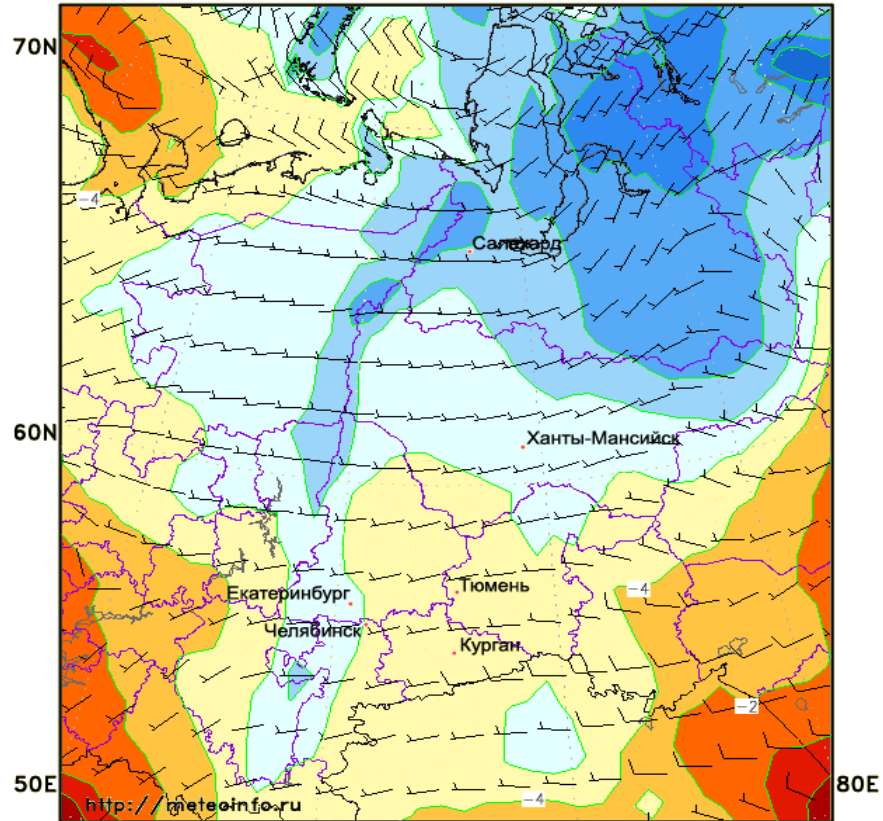 70N
-4
Салехард
60N
Ханты-Мансийск
Екатеринбург
Тюмень
-4
Челябинск
Курган
-2
50E
80E
-4
http://meteoinfo.ru